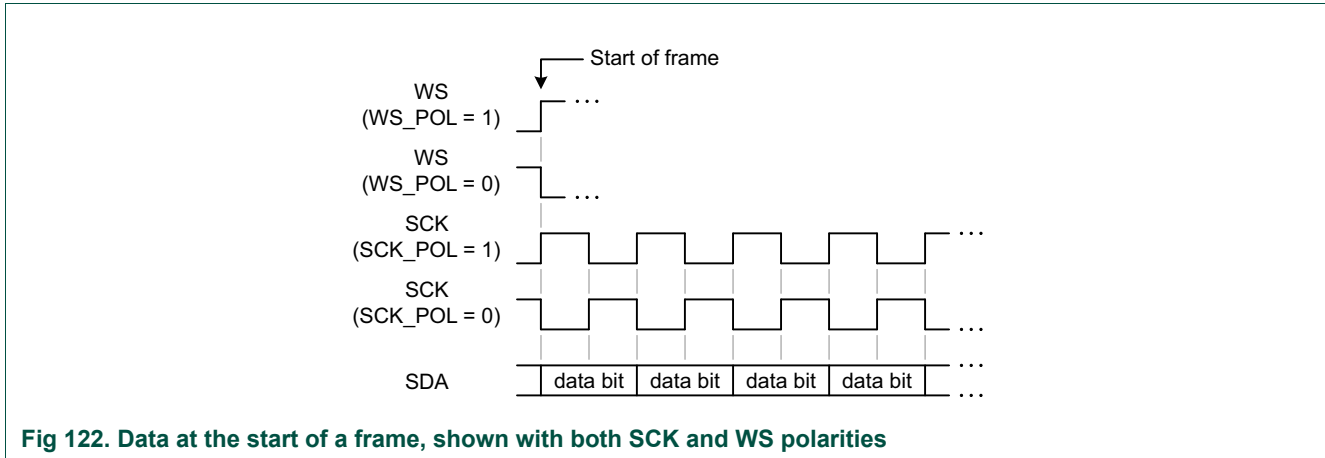 Start of frame
WS
(WS_POL = 1)
WS
(WS_POL = 0)
SCK
(SCK_POL = 1)
SCK
(SCK_POL = 0)
SDA data bit data bit data bit data bit
Fig 122. Data at the start of a frame, shown with both SCK and WS polarities